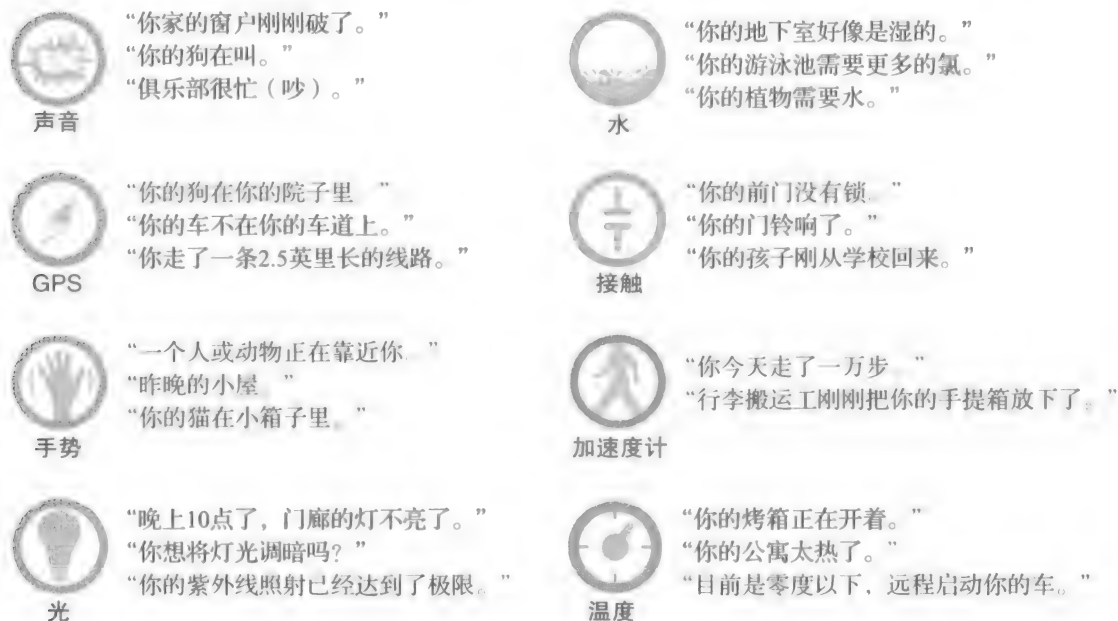 “你家的窗户刚刚破了。”
“你的狗在叫。”
“俱乐部很忙（吵）。”
声音
“你的地下室好像是湿的。”
“你的游泳池需要更多的氯。”
“你的植物需要水。”
水
“你的狗在你的院子里。”
“你的车不在你的车道上。”
“你走了一条2.5英里长的线路。”
GPS
“你的前门没有锁。”
“你的门铃响了。”
“你的孩子刚从学校回来。”
接触
“一个人或动物正在靠近你。”
“昨晚的小屋。”
“你的猫在小箱子里。”
手势
“你今天走了一万步。”
“行李搬运工刚刚把你的手提箱放下了。”
加速度计
“晚上10点了，门廊的灯不亮了。”
“你想将灯光调暗吗？”
“你的紫外线照射已经达到了极限。”
光
“你的烤箱正在开着。”
“你的公寓太热了。”
“目前是零度以下，远程启动你的车。”
温度